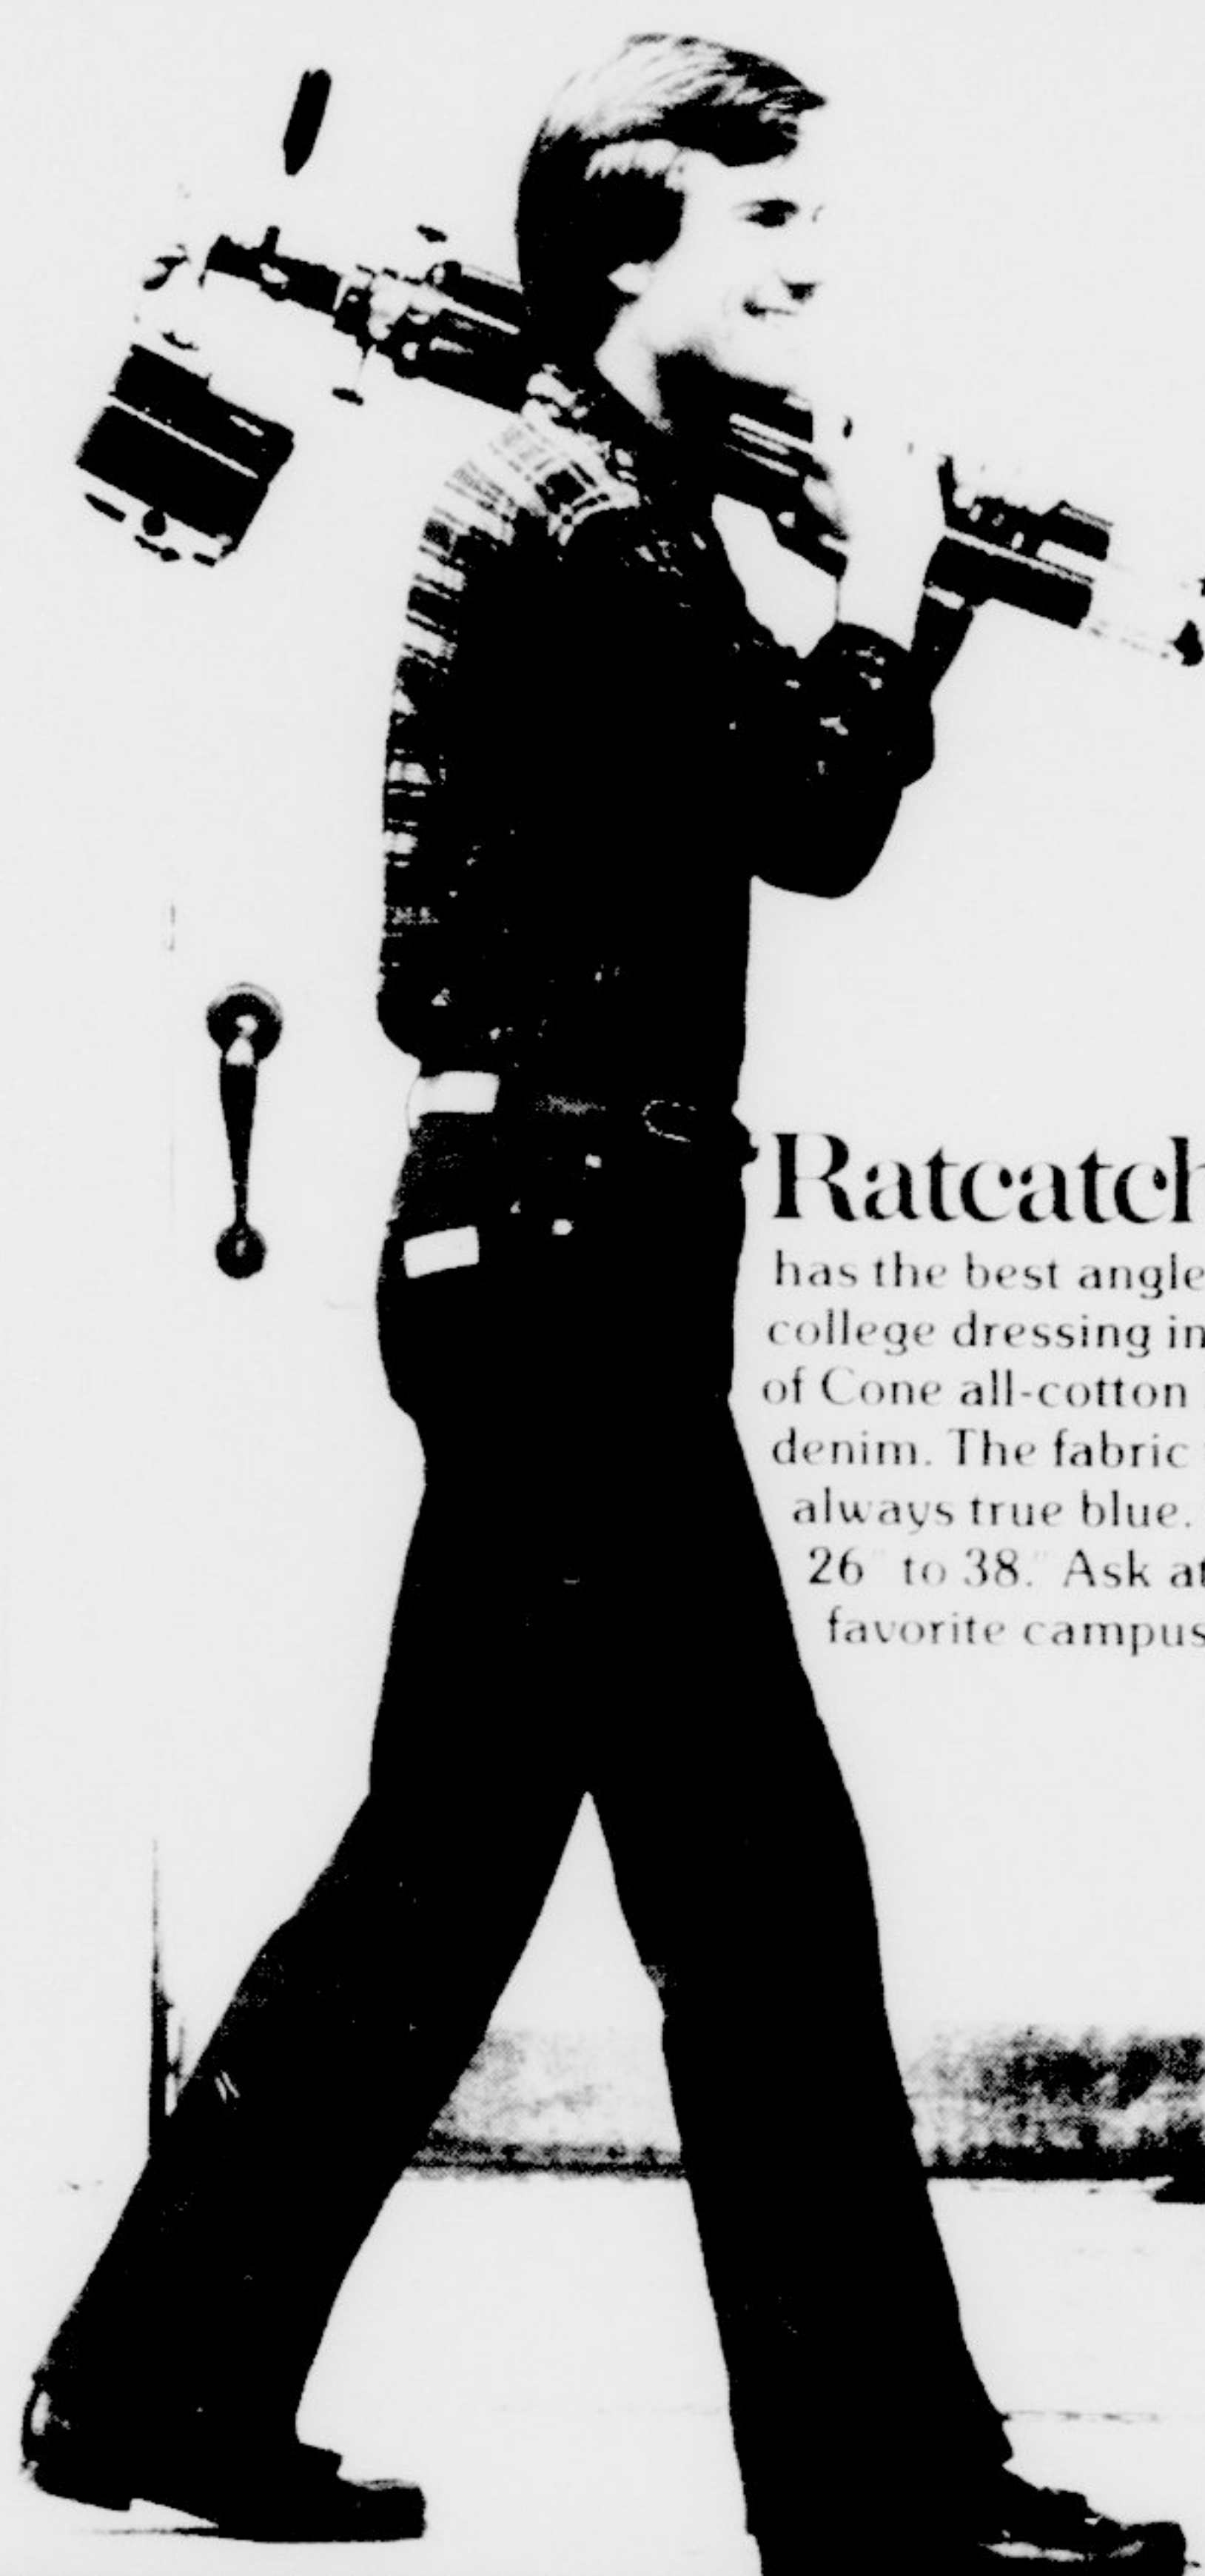 Ratcatch
has the best angle
college dressing in
of Cone all-cotton
denim. The fabric
always true blue.
26" to 38." Ask at
favorite campus